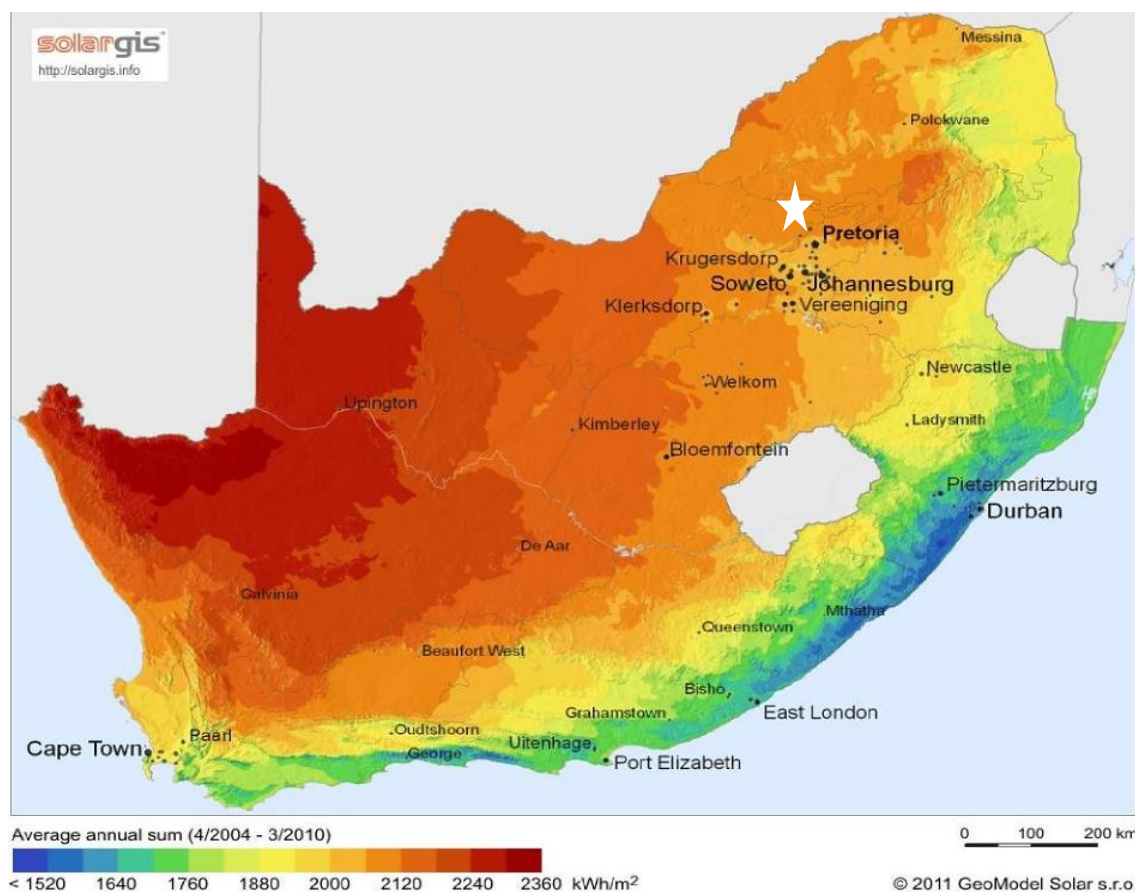 solargis
http://solargis.info
Messina
Polokwane
Pretoria
Krugersdorp
Soweto Johannesburg
Klerksdorp Vereeniging
Newcastle
Welkom
Upington
Ladysmith
Kimberley
Bloemfontein
Pietermaritzburg
Durban
De Aar
Calvinia
Mthatha
Queenstown
Beaufort West
Bisho
East London
Grahamstown
Oudtshoorn
Paarl
Cape Town
Uitenhage
George
Port Elizabeth
Average annual sum (4/2004 - 3/2010)
0 100 200 km
< 1520 1640 1760 1880 2000 2120 2240 2360 kWh/m²
© 2011 GeoModel Solar s.r.o